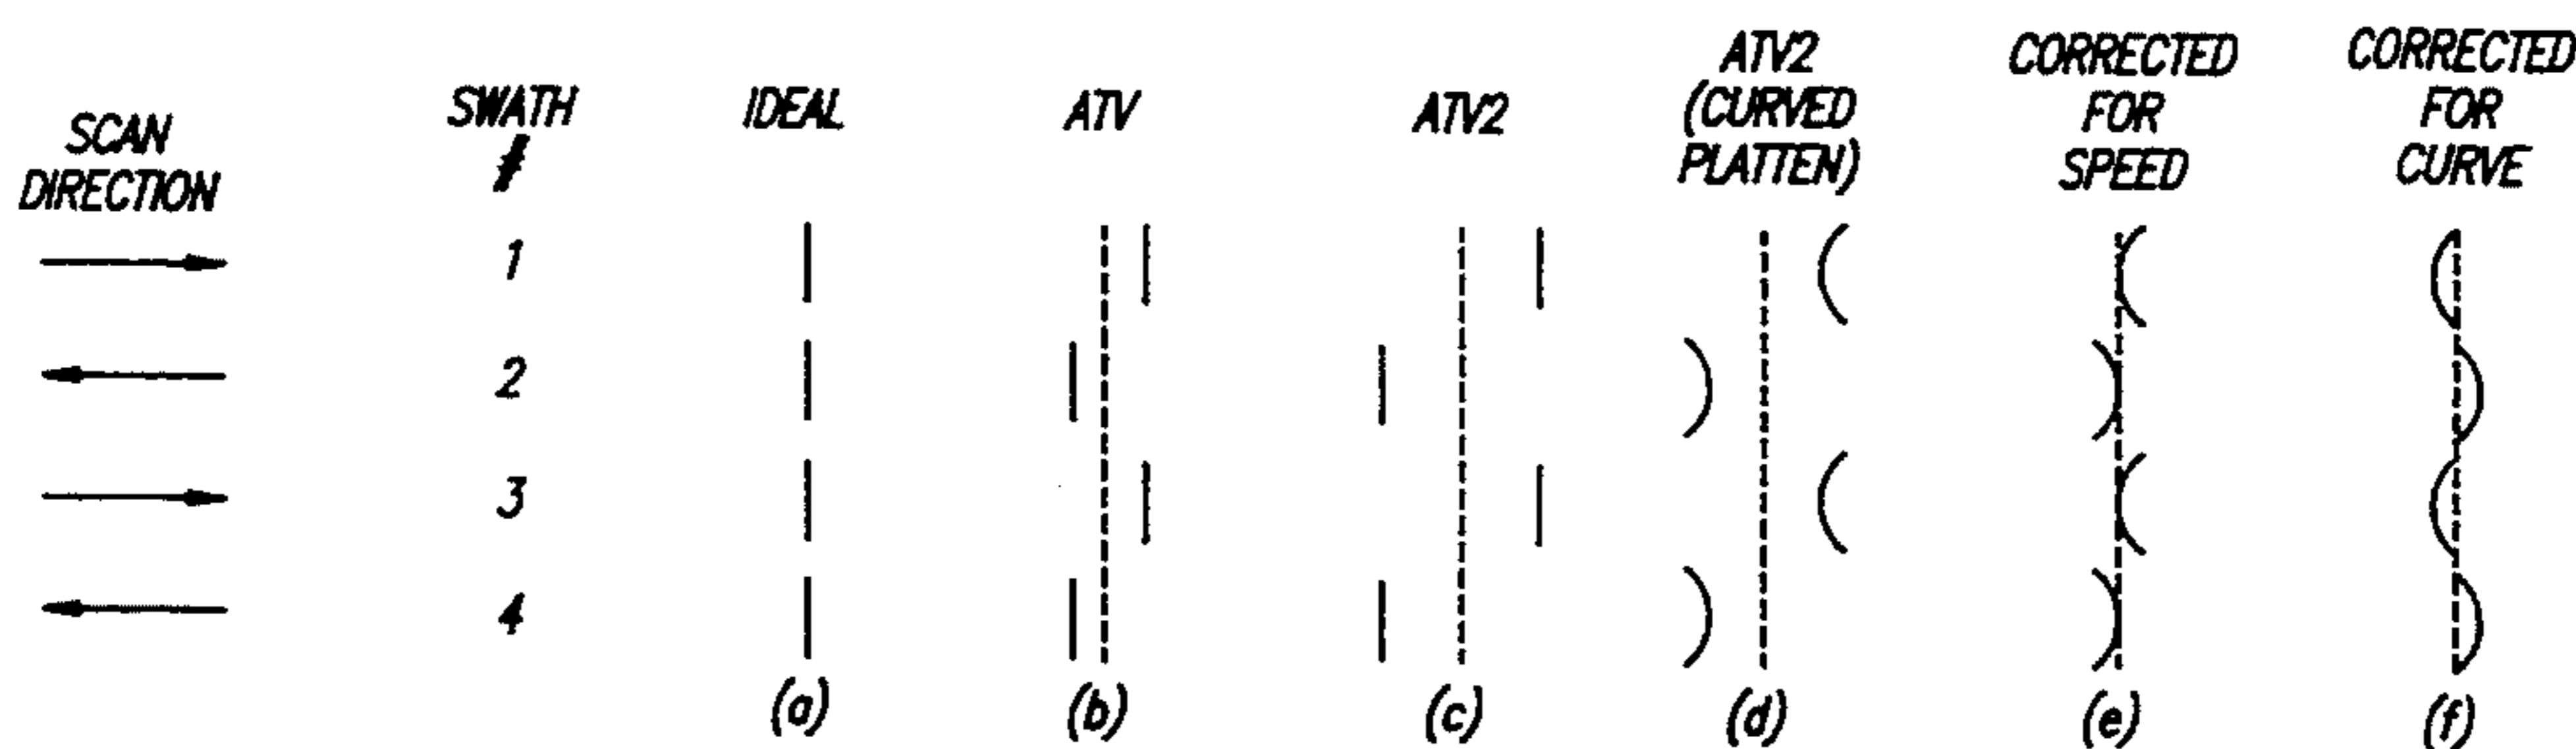 SCAN
DIRECTION
SWATH
#
IDEAL
ATV
ATV2
ATV2
(CURVED
PLATTEN)
CORRECTED
FOR
SPEED
CORRECTED
FOR
CURVE
1
2
3
4
(a)
(b)
(c)
(d)
(e)
(f)